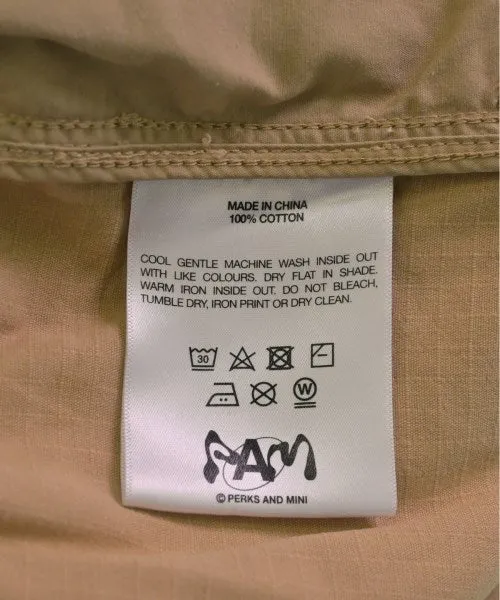 MADE IN CHINA
100% COTTON
COOL GENTLE MACHINE WASH INSIDE OUT
WITH LIKE COLOURS. DRY FLAT IN SHADE.
WARM IRON INSIDE OUT. DO NOT BLEACH,
TUMBLE DRY, IRON PRINT OR DRY CLEAN.
30
W
PAM
© PERKS AND MINI